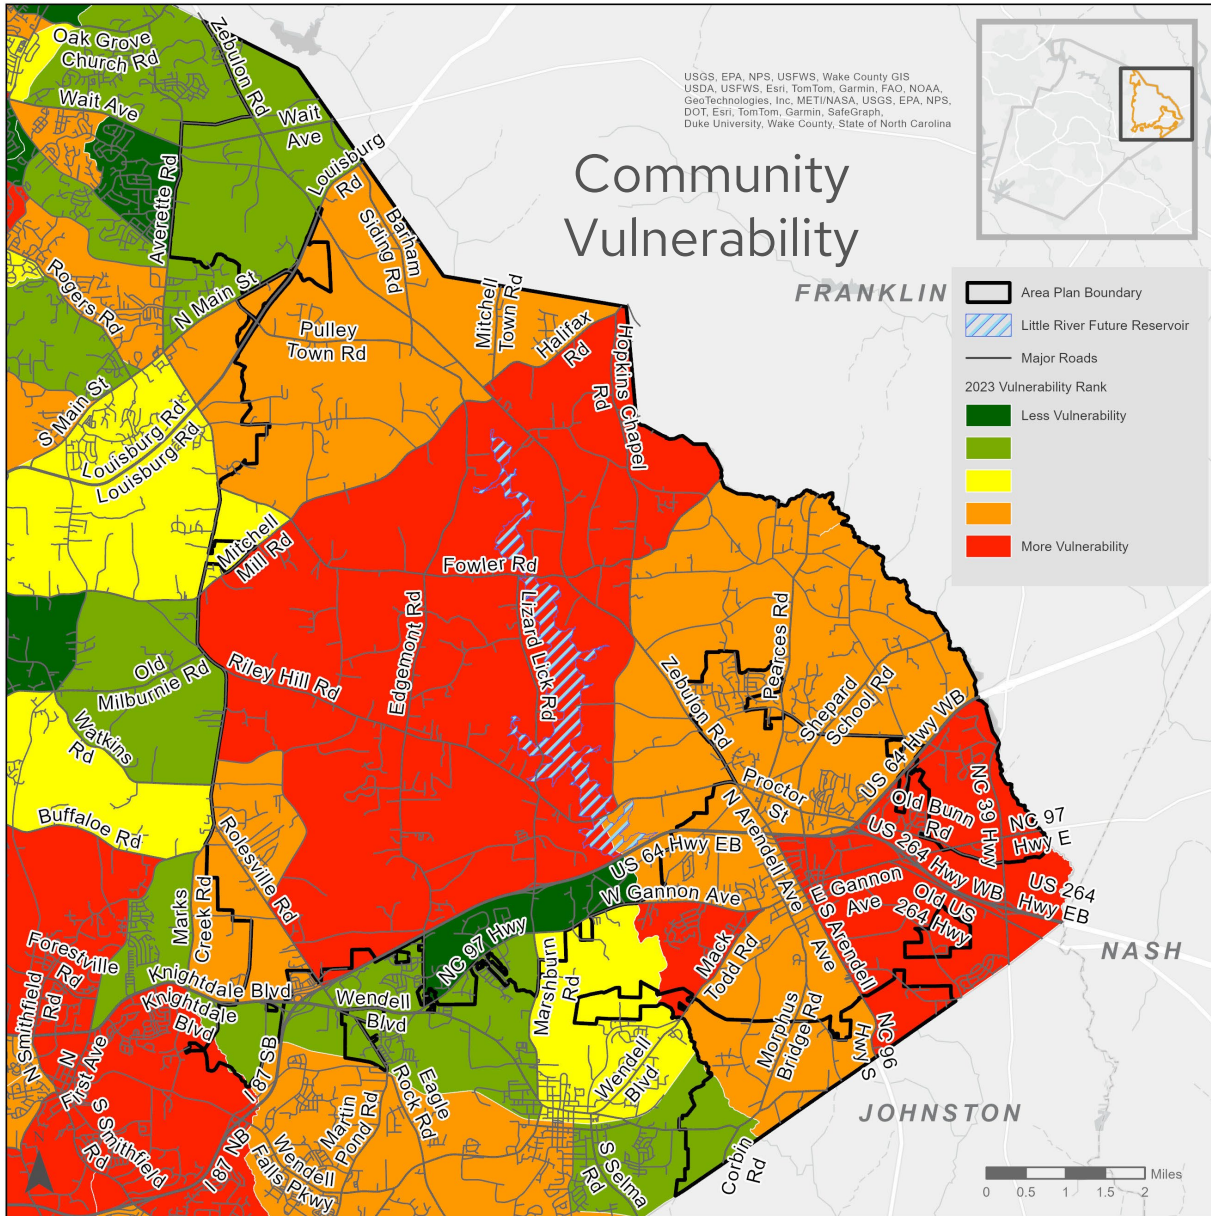 Oak Grove
Church Rd
Zebulon Rd
USGS, EPA, NPS, USFWS, Wake County GIS
USDA, USFWS, Esri, TomTom, Garmin, FAO, NOAA,
GeoTechnologies, Inc, METI/NASA, USGS, EPA, NPS,
DOT, Esri, TomTom, Garmin, SafeGraph,
Duke University, Wake County, State of North Carolina
Wait Ave
Wait
Ave
Louisburg
Rd
Community
Vulnerability
Averette Rd
Barham
Siding Rd
Rogers Rd
N Main St
Mitchell
Town Rd
FRANKLIN
Area Plan Boundary
Little River Future Reservoir
Major Roads
2023 Vulnerability Rank
Less Vulnerability
More Vulnerability
Pulley
Town Rd
Halifax
Rd
Hopkins Chapel
Rd
S Main St
Louisburg Rd
Louisburg Rd
Mitchell
Mill Rd
Fowler Rd
Edgemont Rd
Lizard Lick Rd
Pearces Rd
Old
Milburnie Rd
Riley Hill Rd
Zebulon Rd
Shepard
School Rd
US 64 Hwy WB
Watkins
Rd
Proctor
St
Old Bunn
Rd
NC 39 Hwy
NC 97
Hwy E
Buffaloe Rd
Rolesville Rd
US 64 Hwy EB
N Arendell Ave
US 264 Hwy WB
US 264
Hwy EB
W Gannon Ave
E Gannon
Ave
Old US
264 Hwy
Marks
Creek Rd
NC 97 Hwy
Marshburn
Rd
Mack
Todd Rd
S Arendell
Ave
NASH
Forestville
Rd
Knightdale Blvd
Knightdale
Blvd
Wendell
Blvd
N Smithfield
Rd
Morphus
Bridge Rd
NC 96
Hwy S
N
First Ave
I 87 SB
Eagle
Rock Rd
Wendell
Blvd
S Smithfield
Rd
Martin
Pond Rd
I 87 NB
Wendell
Falls Pkwy
S Selma
Rd
Corbin
Rd
JOHNSTON
Miles
0 0.5 1 1.5 2